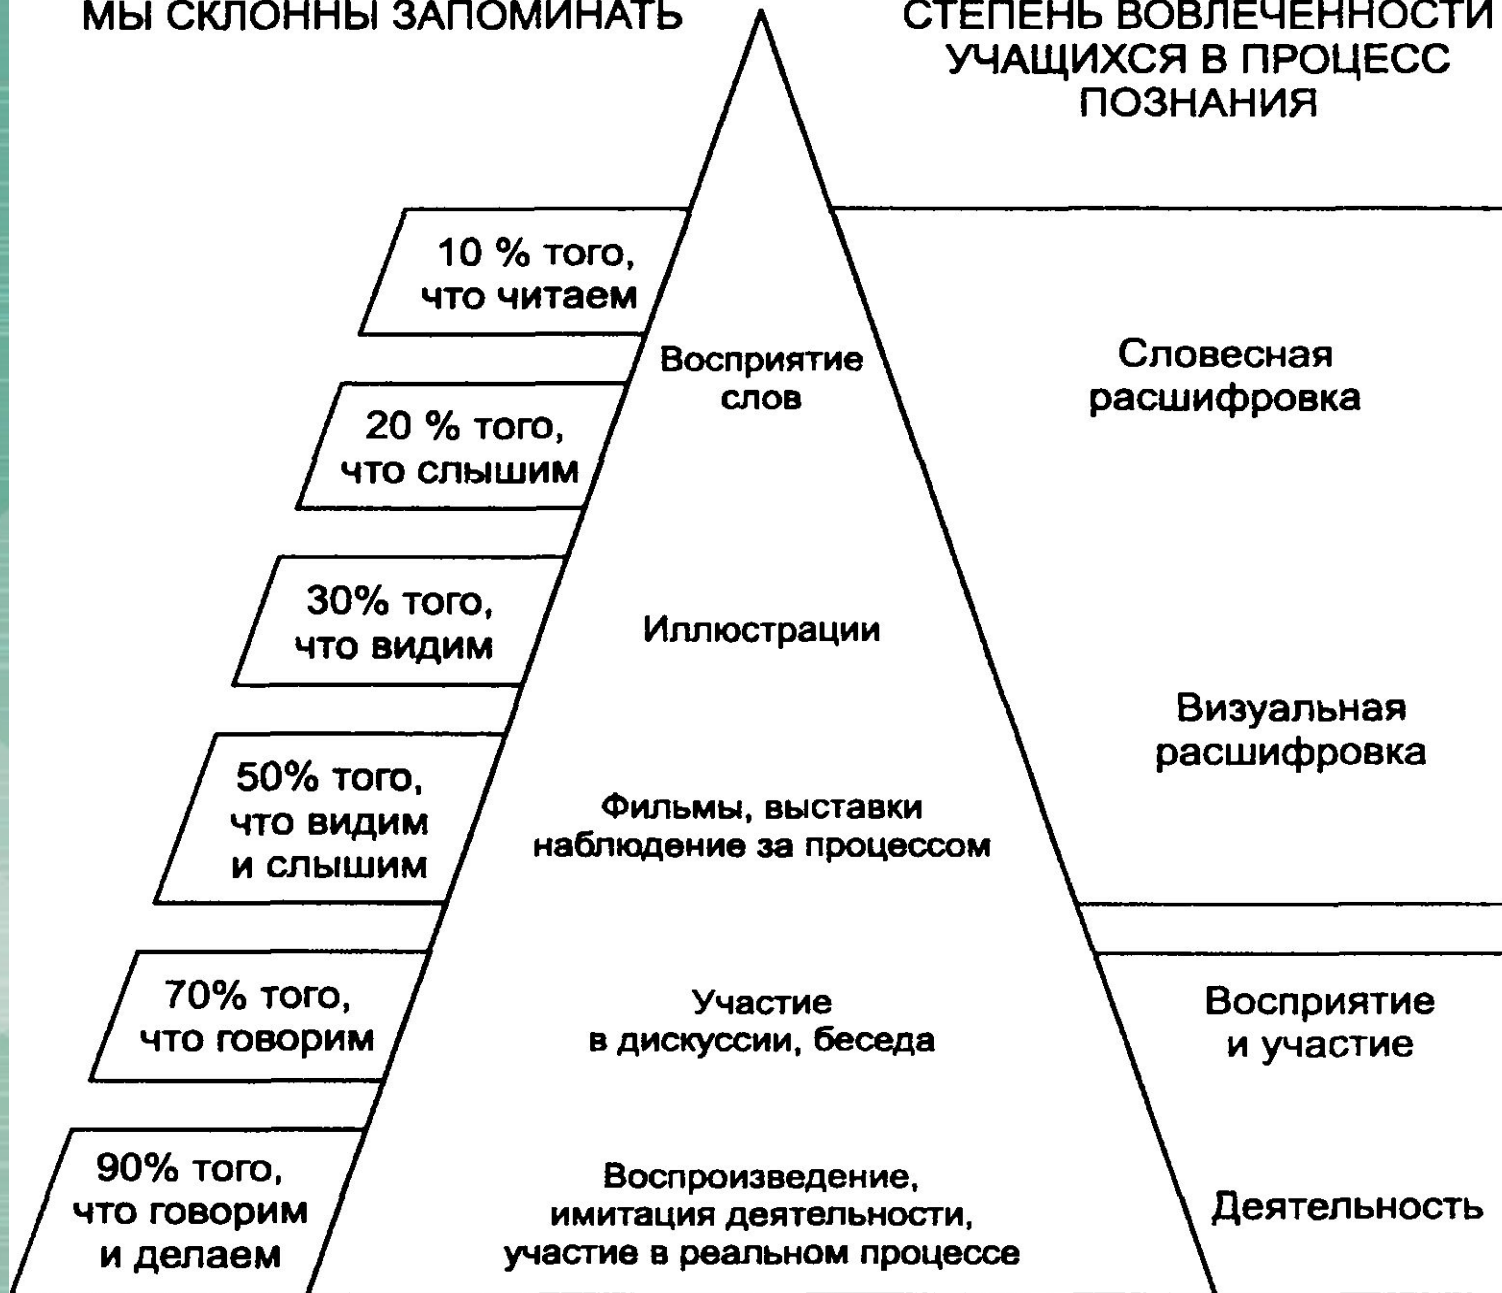 МЫ СКЛОННЫ ЗАПОМИНАТЬ
СТЕПЕНЬ ВОВЛЕЧЕННОСТИ
УЧАЩИХСЯ В ПРОЦЕСС
ПОЗНАНИЯ
10 % того,
что читаем
20 % того,
что слышим
30% того,
что видим
50% того,
что видим
и слышим
70% того,
что говорим
90% того,
что говорим
и делаем
Восприятие
слов
Иллюстрации
Фильмы, выставки
наблюдение за процессом
Участие
в дискуссии, беседа
Воспроизведение,
имитация деятельности,
участие в реальном процессе
Словесная
расшифровка
Визуальная
расшифровка
Восприятие
и участие
Деятельность